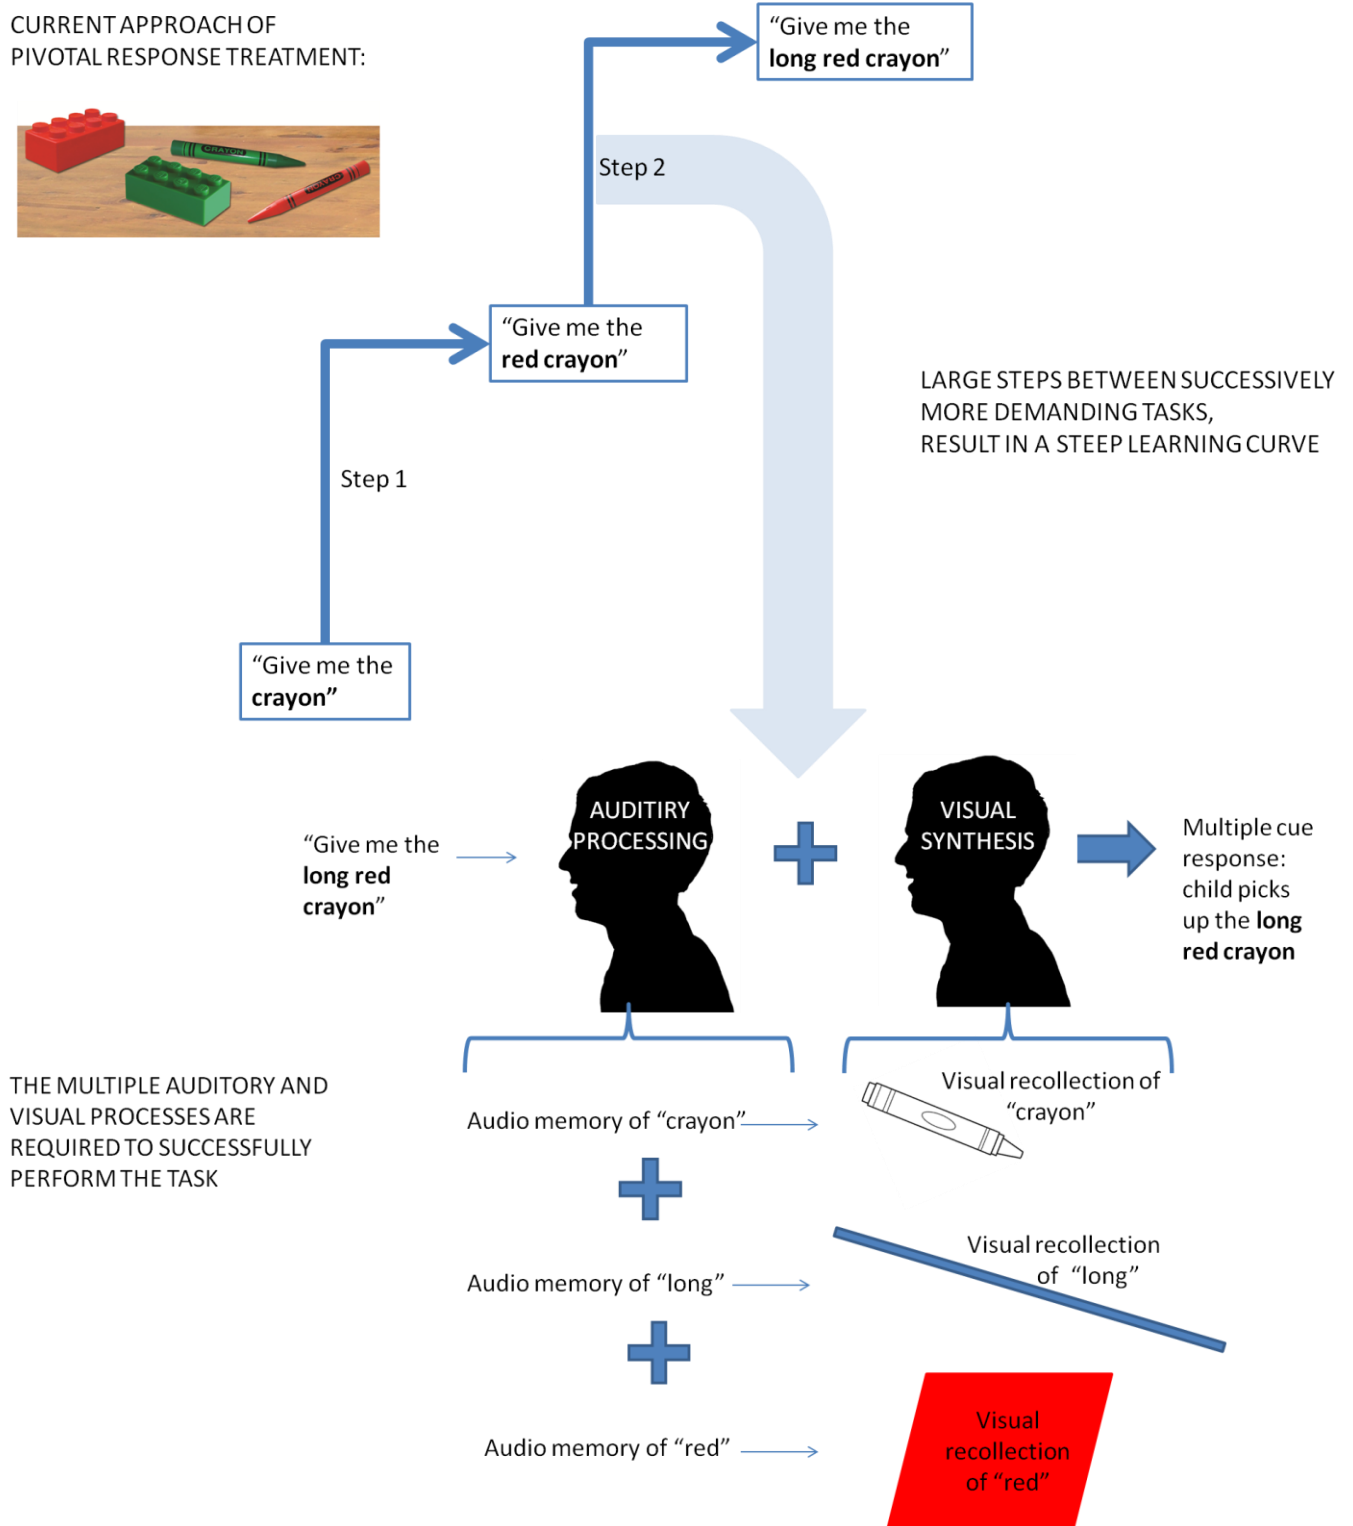 CURRENT APPROACH OF
PIVOTAL RESPONSE TREATMENT:
CRAYON
CRAYON
“Give me the
long red crayon”
Step 2
“Give me the
red crayon”
LARGE STEPS BETWEEN SUCCESSIVELY
MORE DEMANDING TASKS,
RESULT IN A STEEP LEARNING CURVE
Step 1
“Give me the
crayon”
“Give me the
long red
crayon”
AUDITIRY
PROCESSING
VISUAL
SYNTHESIS
Multiple cue
response:
child picks
up the long
red crayon
THE MULTIPLE AUDITORY AND
VISUAL PROCESSES ARE
REQUIRED TO SUCCESSFULLY
PERFORM THE TASK
Audio memory of “crayon”
Visual recollection of
“crayon”
Audio memory of “long”
Visual recollection
of “long”
Audio memory of “red”
Visual
recollection
of “red”